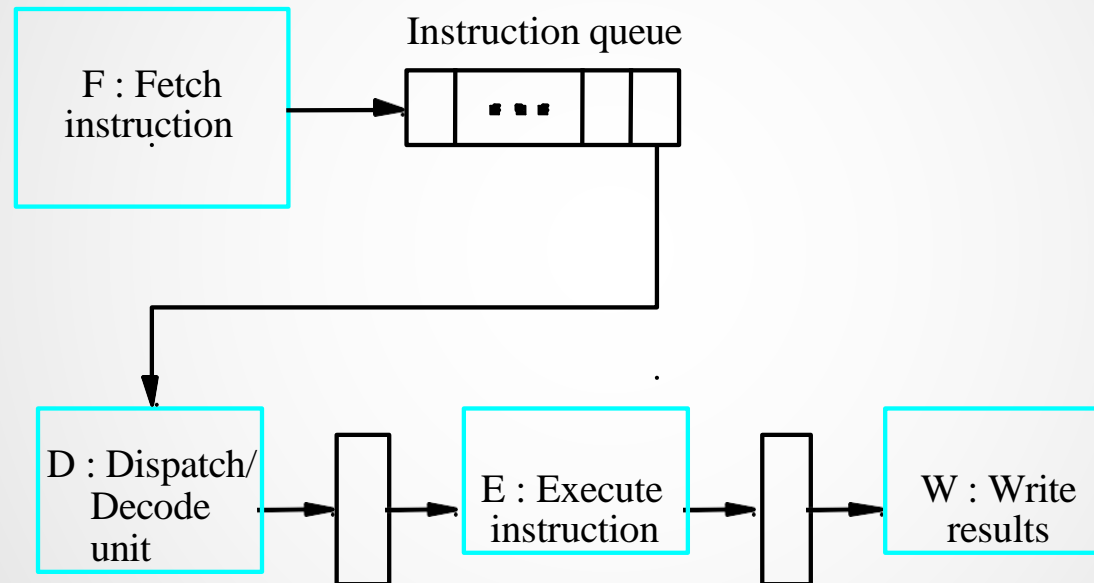 Instruction queue
F : Fetch
instruction
D : Dispatch/
Decode
unit
E : Execute
instruction
W : Write
results